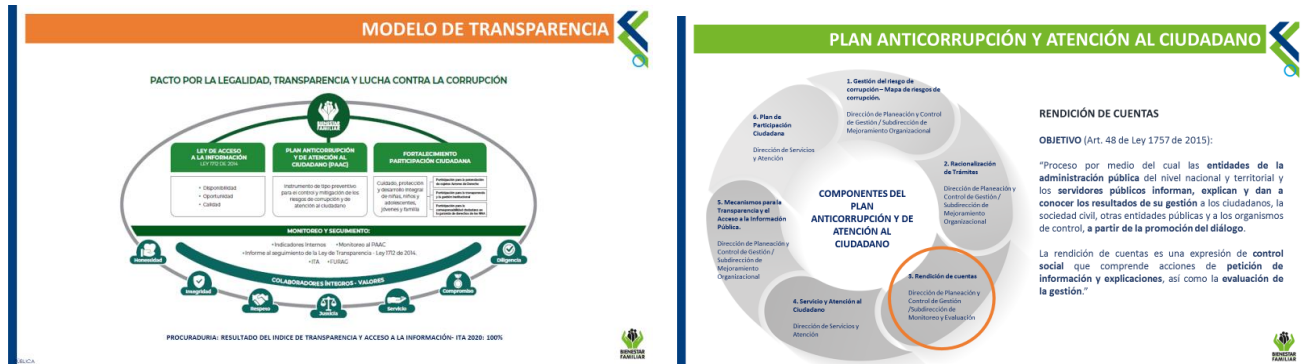 MODELO DE TRANSPARENCIA
PACTO POR LA LEGALIDAD, TRANSPARENCIA Y LUCHA CONTRA LA CORRUPCIÓN
BIENESTAR
FAMILIAR
LEY DE ACCESO
A LA INFORMACIÓN
LEY 1712 DE 2014
• Disponibilidad
• Oportunidad
• Calidad
PLAN ANTICORRUPCIÓN
Y DE ATENCIÓN AL
CIUDADANO (PAAC)
Instrumento de tipo preventivo
para el control y mitigación de los
riesgos de corrupción y de
atención al ciudadano
FORTALECIMIENTO
PARTICIPACIÓN CIUDADANA
Cuidado, protección
y desarrollo integral
de niñas, niños y
adolescentes,
jóvenes y familia
MONITOREO Y SEGUIMIENTO:
•Indicadores Internos •Monitoreo al PAAC
•Informe al seguimiento de la Ley de Transparencia - Ley 1712 de 2014.
•ITA •FURAG
COLABORADORES ÍNTEGROS - VALORES
Honestidad
Integridad
Respeto
Justicia
Servicio
Compromiso
Diligencia
PROCURADURIA: RESULTADO DEL INDICE DE TRANSPARENCIA Y ACCESO A LA INFORMACIÓN- ITA 2020: 100%
BIENESTAR
FAMILIAR
PLAN ANTICORRUPCIÓN Y ATENCIÓN AL CIUDADANO
1. Gestión del riesgo de
corrupción – Mapa de riesgos de
corrupción.
Dirección de Planeación y Control
de Gestión / Subdirección de
Mejoramiento Organizacional
2. Racionalización
de Trámites
Dirección de Planeación y
Control de Gestión /
Subdirección de
Mejoramiento
Organizacional
3. Rendición de cuentas
Dirección de Planeación y
Control de Gestión
/Subdirección de
Monitoreo y Evaluación
4. Servicio y Atención al
Ciudadano
Dirección de Servicios y
Atención
5. Mecanismos para la
Transparencia y el
Acceso a la Información
Pública.
Dirección de Planeación y
Control de Gestión /
Subdirección de
Mejoramiento
Organizacional
6. Plan de
Participación
Ciudadana
Dirección de Servicios
y Atención
COMPONENTES DEL
PLAN
ANTICORRUPCIÓN Y DE
ATENCIÓN AL
CIUDADANO
RENDICIÓN DE CUENTAS
OBJETIVO (Art. 48 de Ley 1757 de 2015):
“Proceso por medio del cual las entidades de la
administración pública del nivel nacional y territorial y
los servidores públicos informan, explican y dan a
conocer los resultados de su gestión a los ciudadanos, la
sociedad civil, otras entidades públicas y a los organismos
de control, a partir de la promoción del diálogo.
La rendición de cuentas es una expresión de control
social que comprende acciones de petición de
información y explicaciones, así como la evaluación de
la gestión.”
BIENESTAR
FAMILIAR